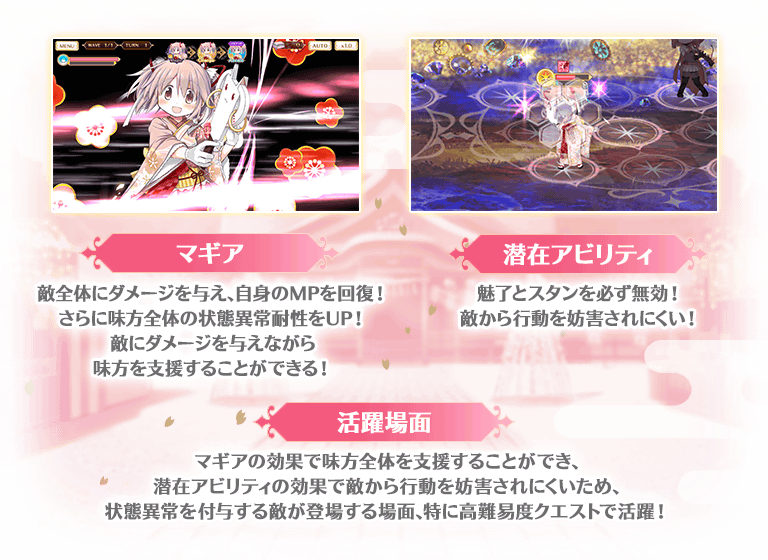 MENU
WAVE 1/1
TURN 1
AUTO
x1.0
マギア
敵全体にダメージを与え、自身のMPを回復!
さらに味方全体の状態異常耐性をUP!
敵にダメージを与えながら
味方を支援することができる!
潜在アビリティ
魅了とスタンを必ず無効!
敵から行動を妨害されにくい!
活躍場面
マギアの効果で味方全体を支援することができ、
潜在アビリティの効果で敵から行動を妨害されにくいため、
状態異常を付与する敵が登場する場面、特に高難易度クエストで活躍!